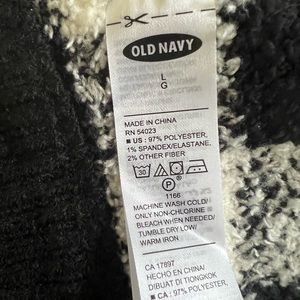 OLD NAVY
L
G
MADE IN CHINA
RN 54023
■ US : 97% POLYESTER,
1% SPANDEX/ELASTANE,
2% OTHER FIBER
30
P
1166
MACHINE WASH COLD/
ONLY NON-CHLORINE
BLEACH WHEN NEEDED/
TUMBLE DRY LOW/
WARM IRON
CA 17897
HECHO EN CHINA/
DIBUAT DI TIONGKOK
■ CA : 97% POLYESTER,